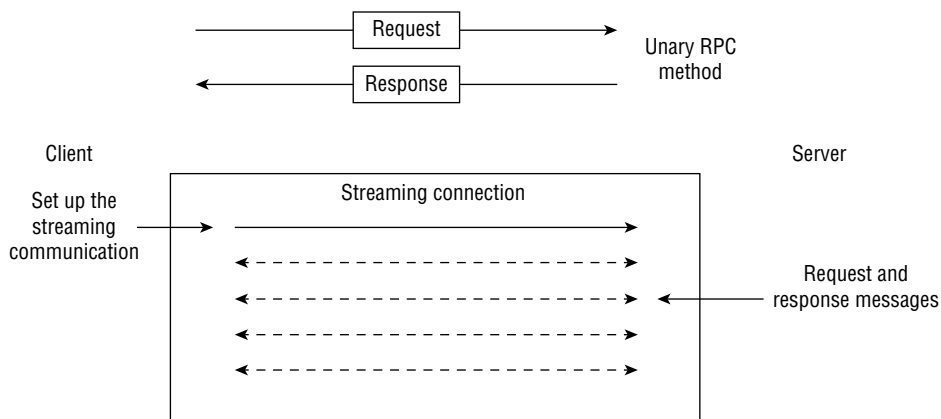 Request
Unary RPC
method
Response
Client
Server
Streaming connection
Set up the
streaming
communication
Request and
response messages